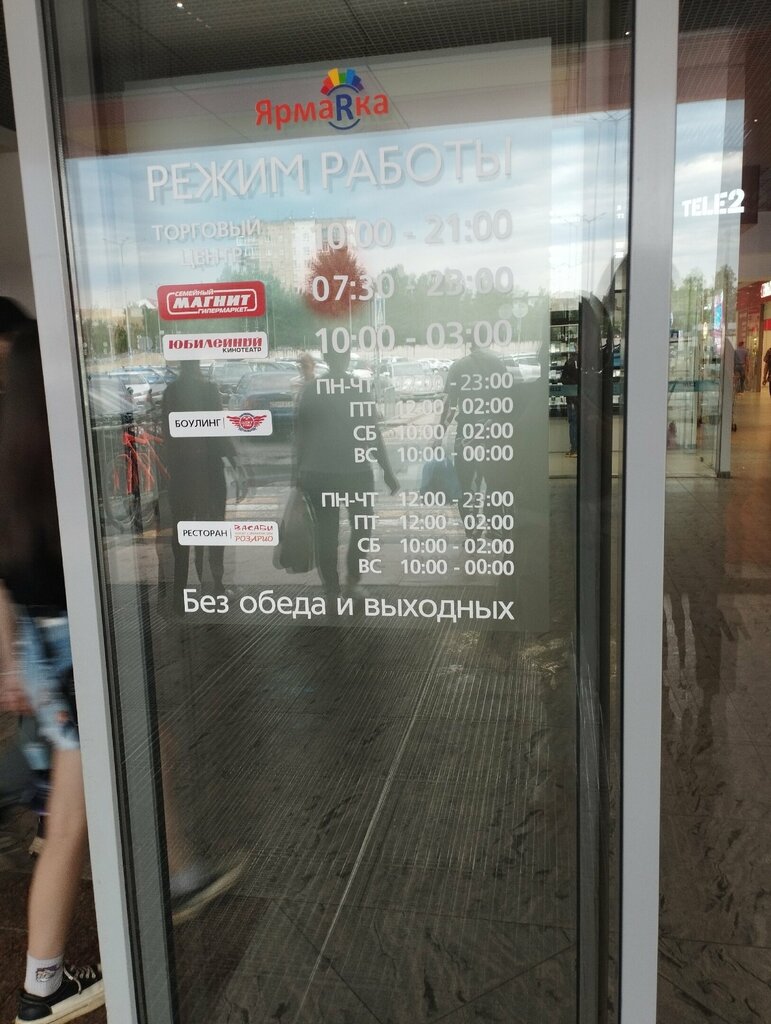 ЯрмаRка
РЕЖИМ РАБОТЫ
ТОРГОВЫЙ ЦЕНТР 10:00 - 21:00
СЕМЕЙНЫЙ МАГНИТ ГИПЕРМАРКЕТ 07:30 - 23:00
ЮБИЛЕЙНЫЙ КИНОТЕАТР 10:00 - 03:00
ПН-ЧТ 12:00 - 23:00
ПТ 12:00 - 02:00
БОУЛИНГ
СБ 10:00 - 02:00
ВС 10:00 - 00:00
ПН-ЧТ 12:00 - 23:00
ПТ 12:00 - 02:00
РЕСТОРАН ВАСАБИ РОЗАРИО
СБ 10:00 - 02:00
ВС 10:00 - 00:00
Без обеда и выходных
TELE2